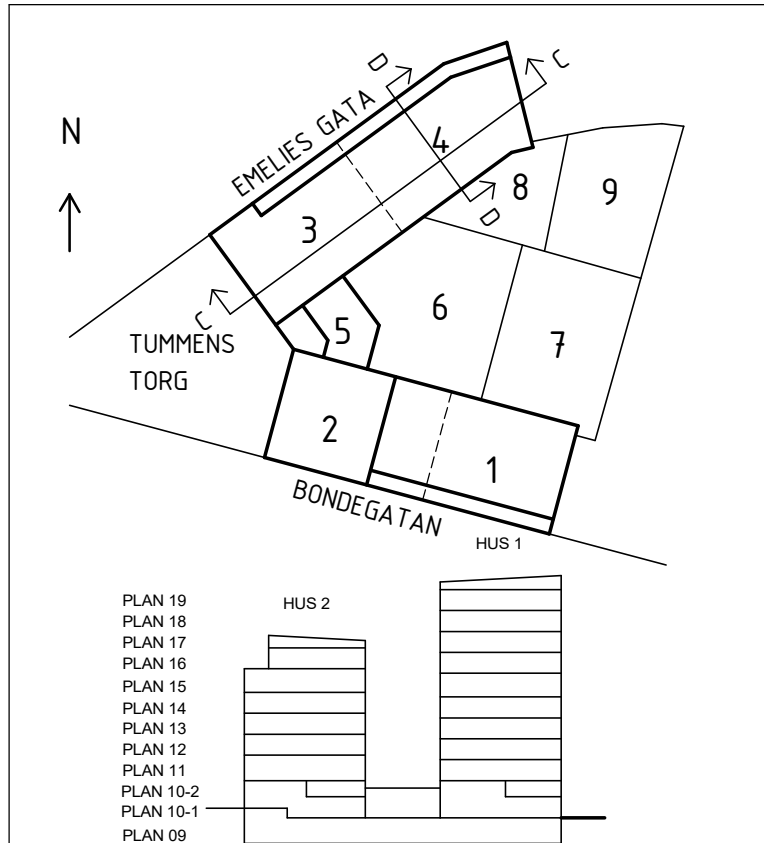 D
C
N
EMELIES GATA
4
8
9
D
3
C
6
TUMMENS
TORG
5
7
2
1
BONDEGATAN
HUS 1
PLAN 19
HUS 2
PLAN 18
PLAN 17
PLAN 16
PLAN 15
PLAN 14
PLAN 13
PLAN 12
PLAN 11
PLAN 10-2
PLAN 10-1
PLAN 09